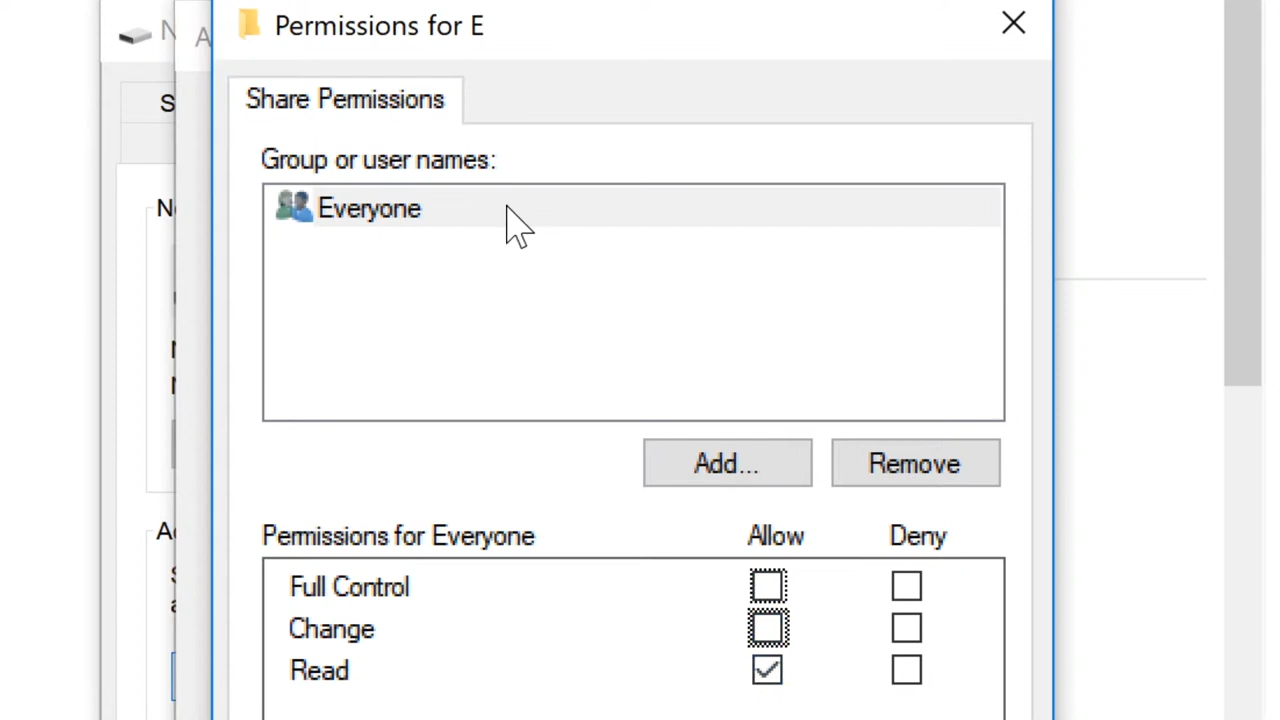 Permissions for E
Share Permissions
Group or user names:
Everyone
Add...
Remove
Permissions for Everyone
Allow
Deny
Full Control
Change
Read